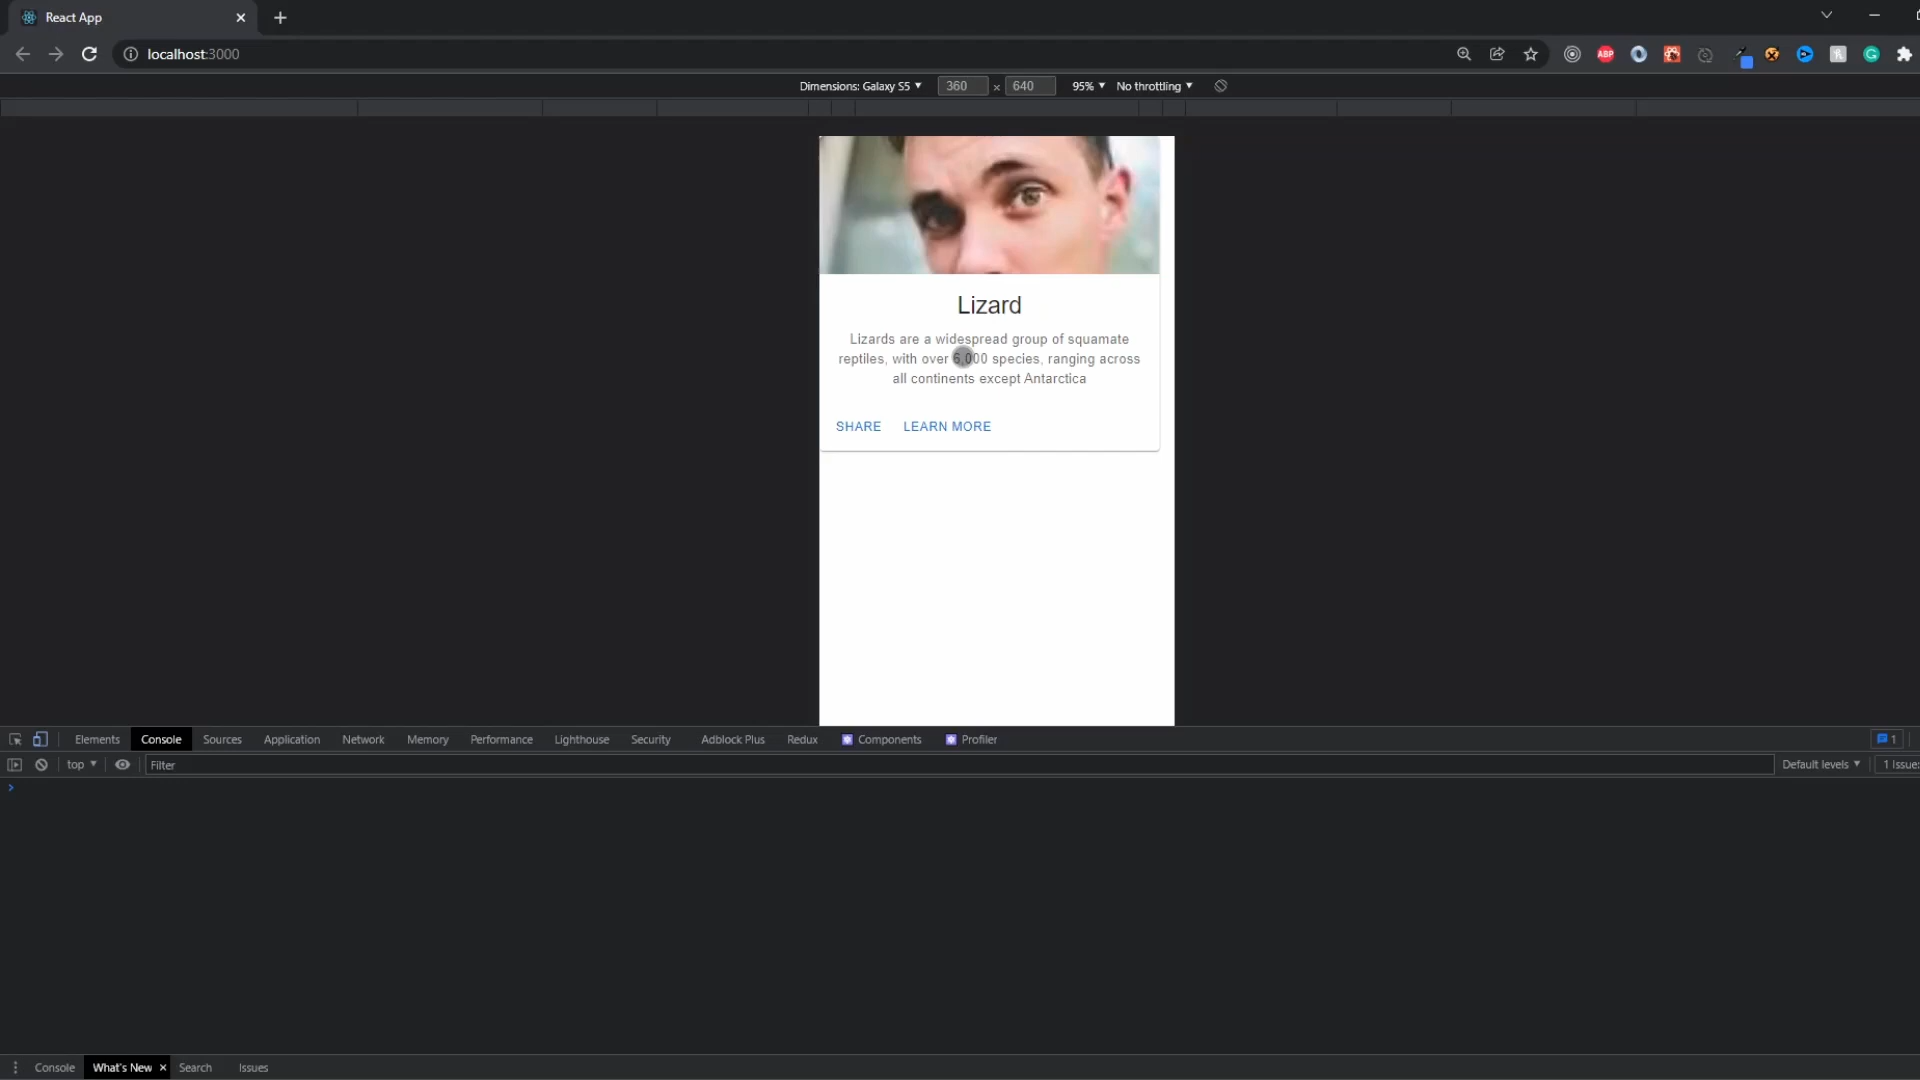 React App
localhost:3000
ABP
Dimensions: Galaxy S5 360 x 640 95% No throttling
Lizard
Lizards are a widespread group of squamate
reptiles, with over 6,000 species, ranging across
all continents except Antarctica
SHARE LEARN MORE
Elements Console Sources Application Network Memory Performance Lighthouse Security Adblock Plus Redux Components Profiler 1
top Filter Default levels 1 Issue:
Console What's New Search Issues